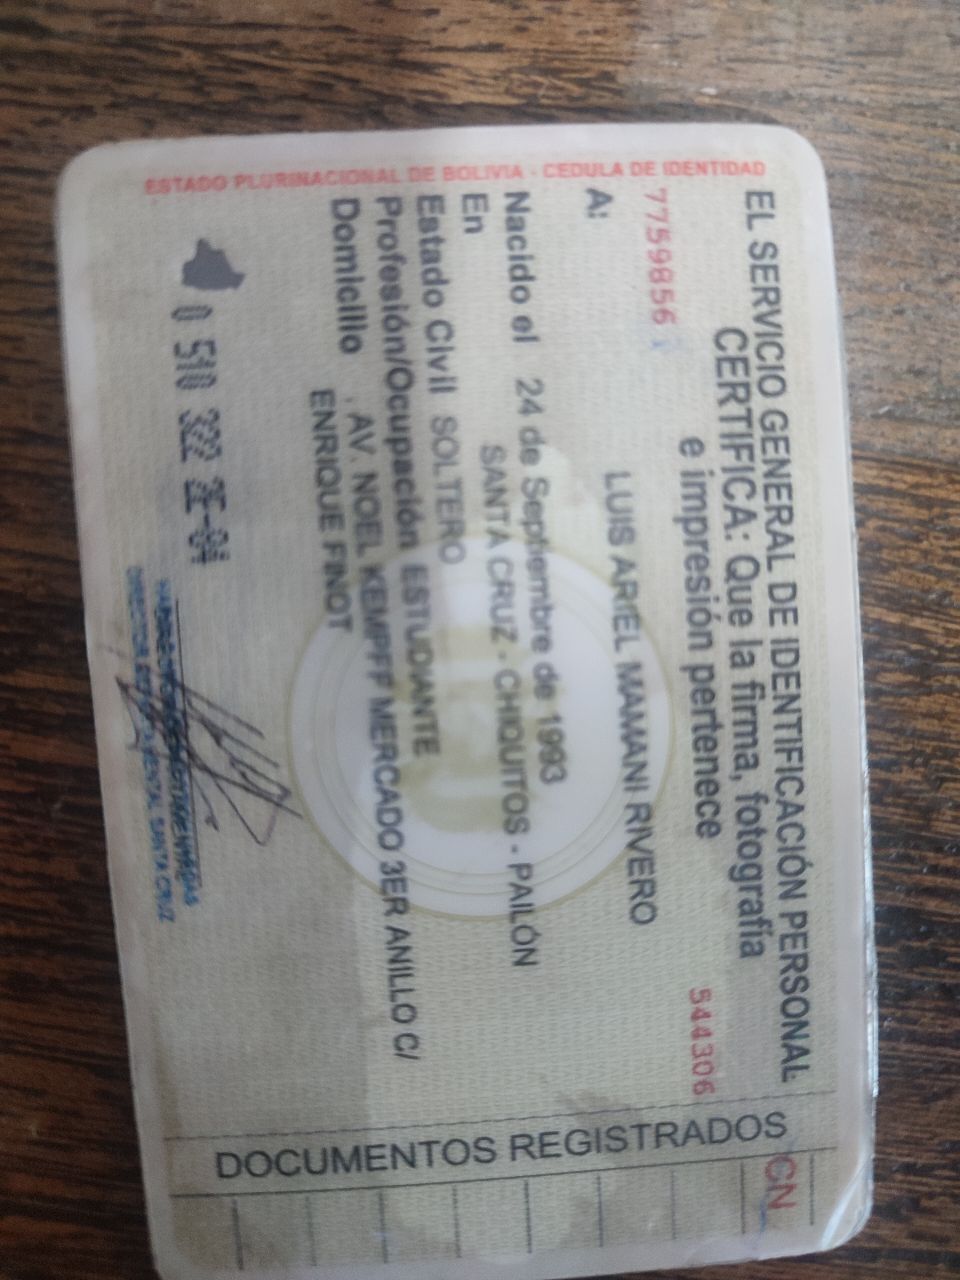 ESTADO PLURINACIONAL DE BOLIVIA - CEDULA DE IDENTIDAD
EL SERVICIO GENERAL DE IDENTIFICACIÓN PERSONAL
CERTIFICA: Que la firma, fotografía
e impresión pertenece
7759856
544306
A: LUIS ARIEL MAMANI RIVERO
Nacido el 24 de Septiembre de 1993
En SANTA CRUZ - CHIQUITOS - PAILÓN
Estado Civil SOLTERO
Profesión/Ocupación ESTUDIANTE
Domicilio . AV. NOEL KEMPFF MERCADO 3ER ANILLO C/
ENRIQUE FINOT
SANTA CRUZ
DOCUMENTOS REGISTRADOS
CN